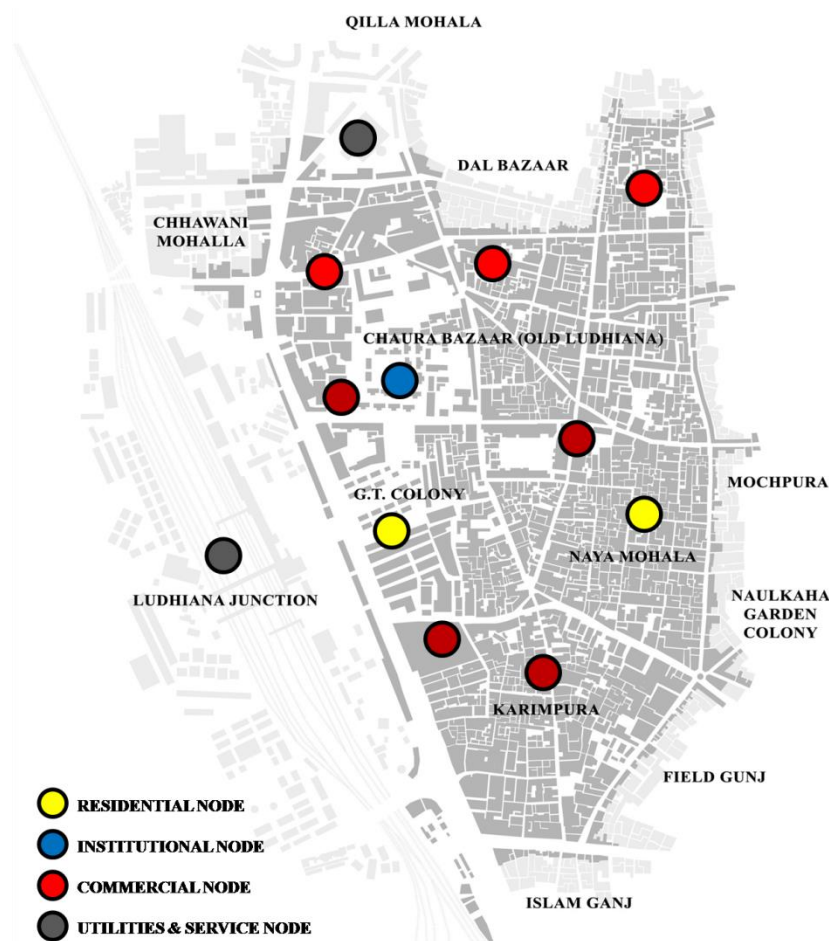 QILLA MOHALA
DAL BAZAAR
CHHAWANI
MOHALLA
CHAURA BAZAAR (OLD LUDHIANA)
MOCHPURA
G.T. COLONY
NAYA MOHALA
LUDHIANA JUNCTION
NAULKAHA
GARDEN
COLONY
KARIMPURA
FIELD GUNJ
RESIDENTIAL NODE
INSTITUTIONAL NODE
COMMERCIAL NODE
ISLAM GANJ
UTILITIES & SERVICE NODE